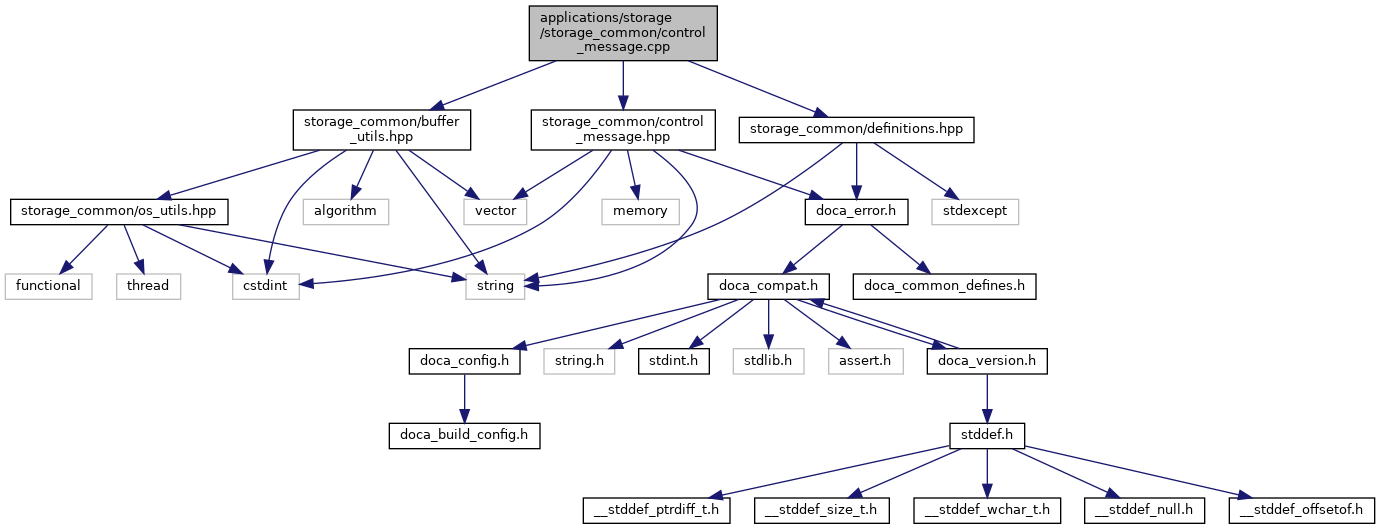 applications/storage
/storage_common/control
_message.cpp
storage_common/buffer
_utils.hpp
storage_common/control
_message.hpp
storage_common/definitions.hpp
storage_common/os_utils.hpp
algorithm
vector
memory
doca_error.h
stdexcept
functional
thread
cstdint
string
doca_compat.h
doca_common_defines.h
doca_config.h
string.h
stdint.h
stdlib.h
assert.h
doca_version.h
doca_build_config.h
stddef.h
__stddef_ptrdiff_t.h
__stddef_size_t.h
__stddef_wchar_t.h
__stddef_null.h
__stddef_offsetof.h